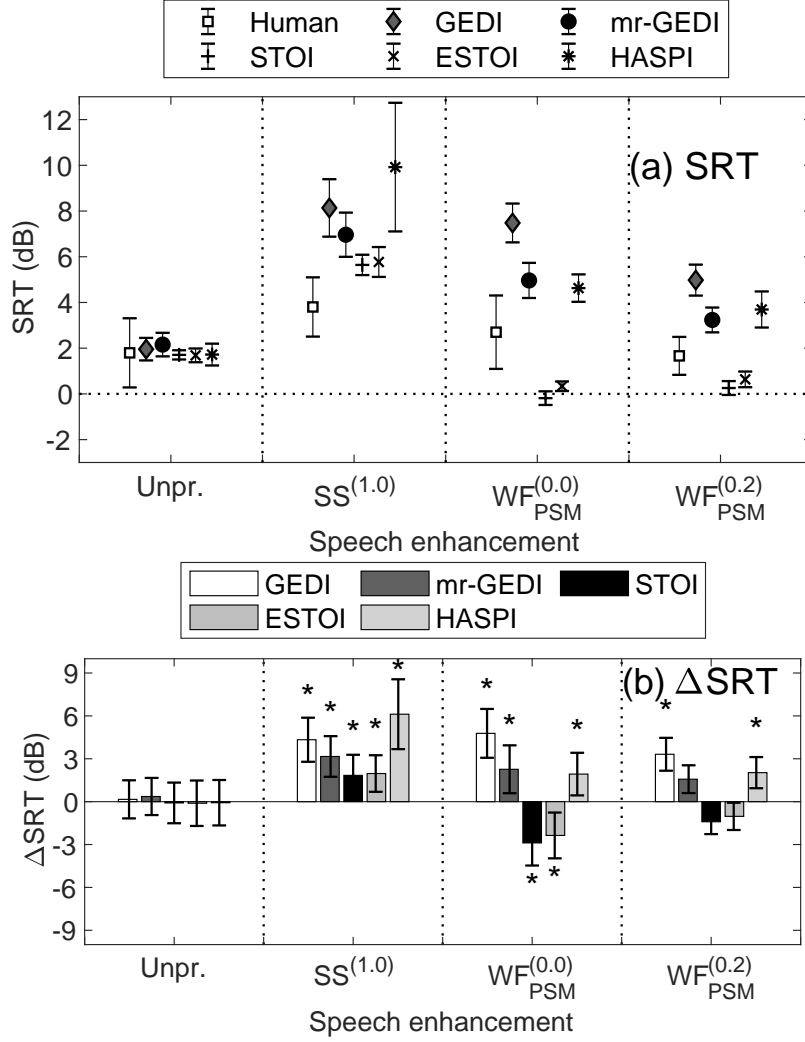 Human GEDI mr-GEDI
STOI ESTOI HASPI
(a) SRT
SRT (dB)
12
10
8
6
4
2
0
-2
Unpr. SS(1.0) WF(0.0)PSM WF(0.2)PSM
Speech enhancement
GEDI mr-GEDI STOI
ESTOI HASPI
(b) ΔSRT
ΔSRT (dB)
9
6
3
0
-3
-6
-9
* * * * * * * * * * *
Unpr. SS(1.0) WF(0.0)PSM WF(0.2)PSM
Speech enhancement